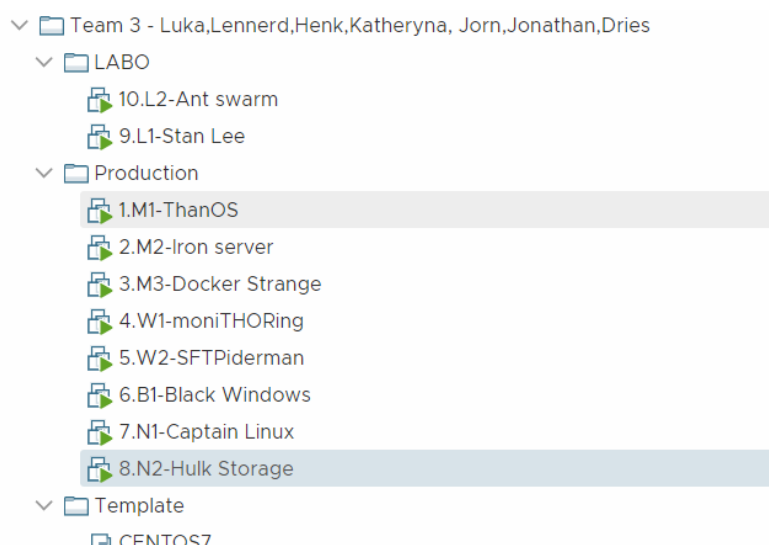 Team 3 - Luka,Lennerd,Henk,Katheryna, Jorn,Jonathan,Dries
LABO
10.L2-Ant swarm
9.L1-Stan Lee
Production
1.M1-ThanOS
2.M2-Iron server
3.M3-Docker Strange
4.W1-moniTHORing
5.W2-SFTPiderman
6.B1-Black Windows
7.N1-Captain Linux
8.N2-Hulk Storage
Template
CENTOS7